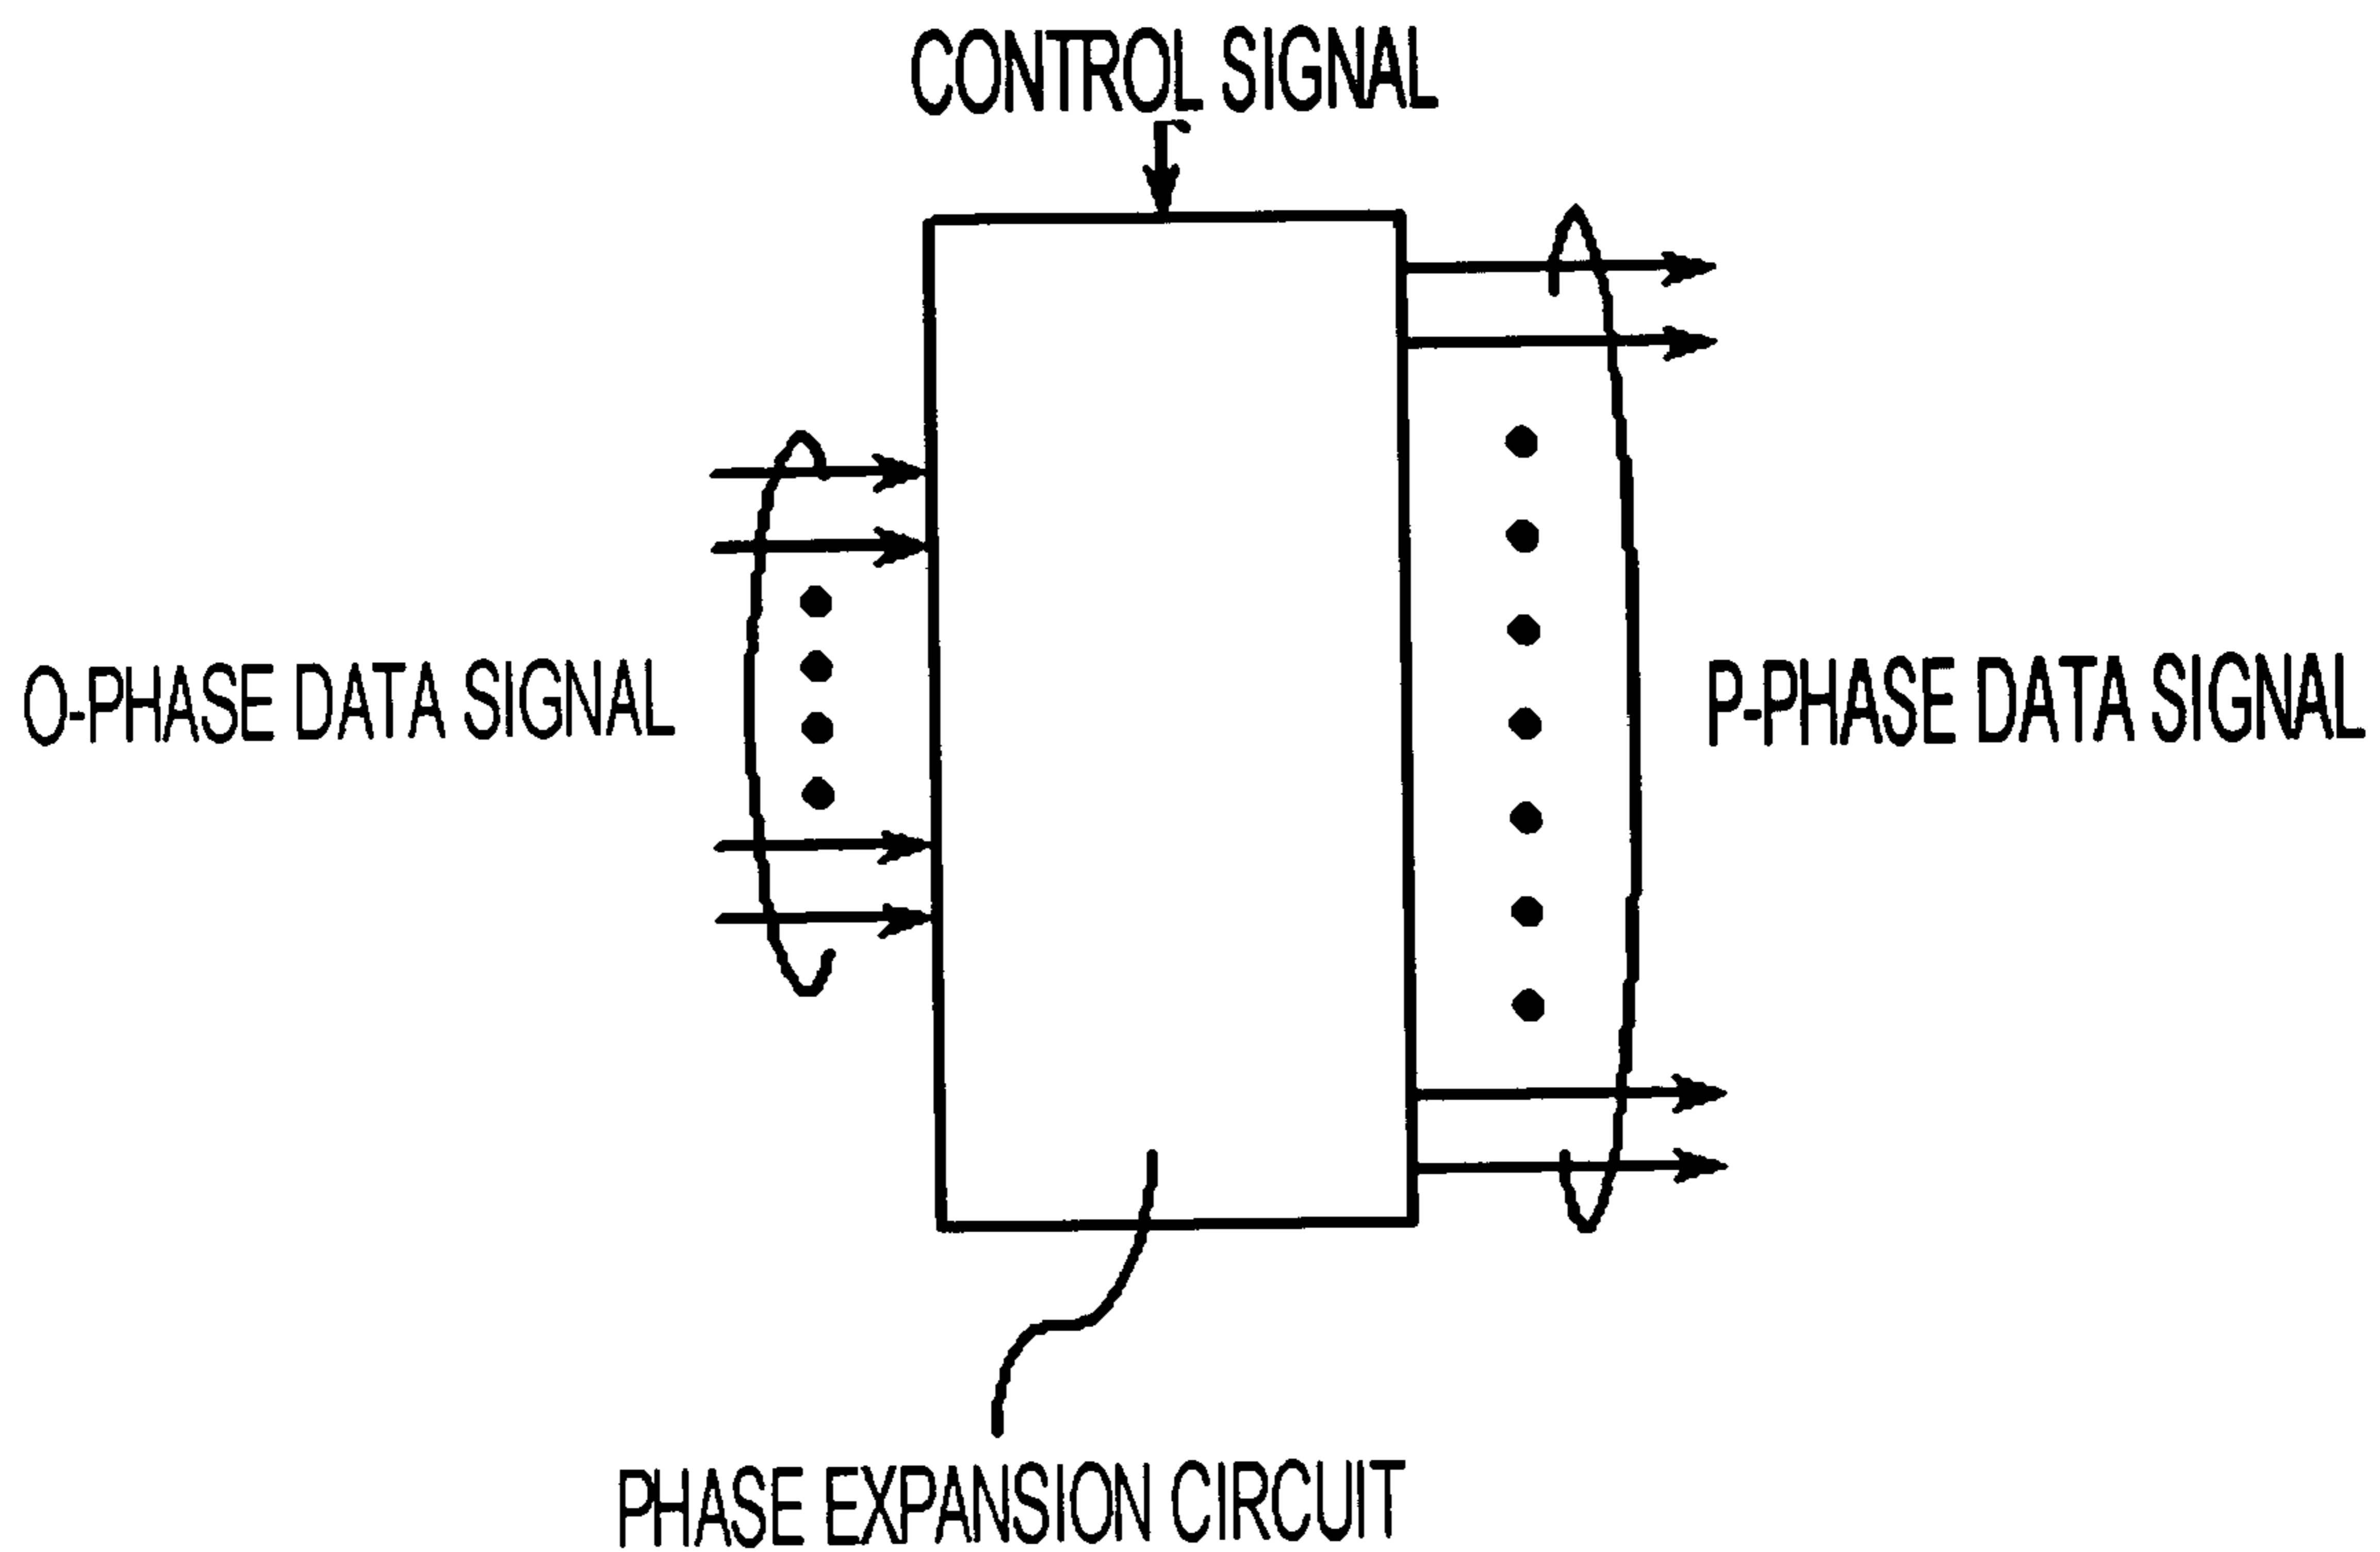 CONTROL SIGNAL
O-PHASE DATA SIGNAL
P-PHASE DATA SIGNAL
PHASE EXPANSION CIRCUIT